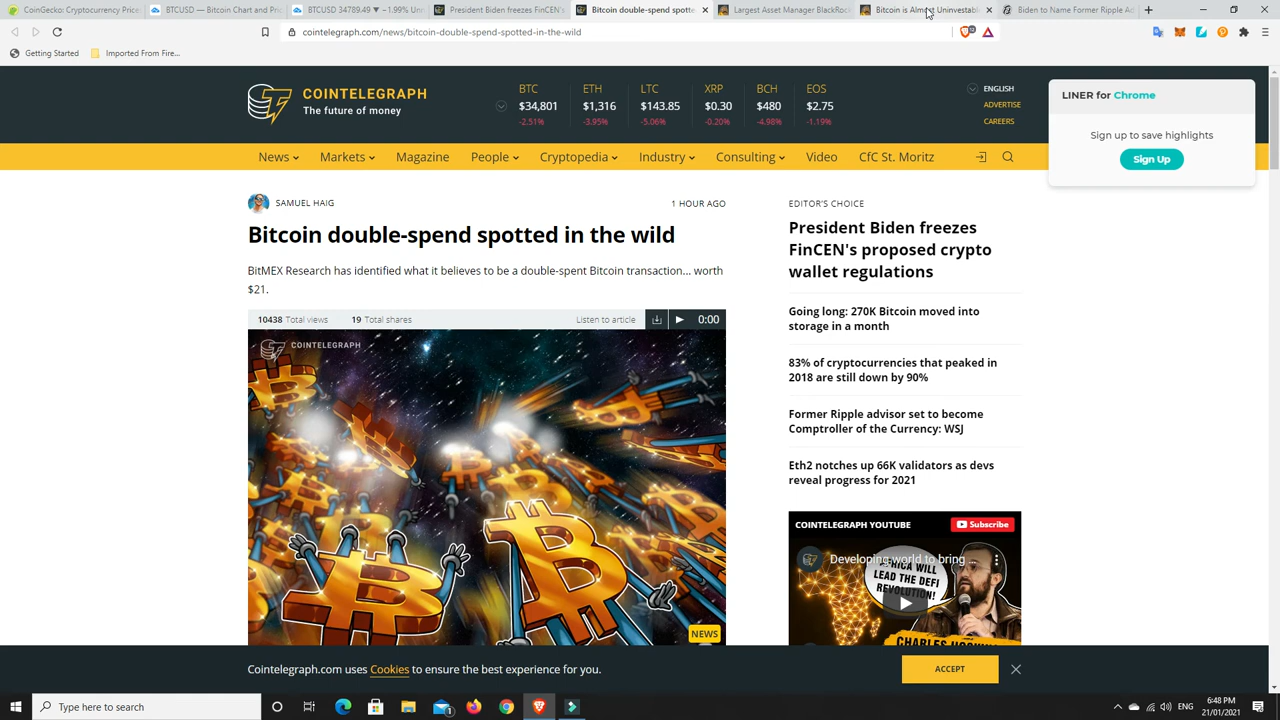 CoinGecko: Cryptocurrency Price
BTCUSD — Bitcoin Chart and Pri
BTCUSD 34789.49 ▼ −1.99% Unn
President Biden freezes FinCEN's
Bitcoin double-spend spotte
Largest Asset Manager BlackRoc
Bitcoin is Almost Uninvestabl
Biden to Name Former Ripple Ad
cointelegraph.com/news/bitcoin-double-spend-spotted-in-the-wild
Getting Started
Imported From Fire...
COINTELEGRAPH
The future of money
BTC ETH LTC XRP BCH EOS
$34,801 $1,316 $143.85 $0.30 $480 $2.75
-2.51% -3.95% -5.06% -0.20% -4.98% -1.19%
ENGLISH
ADVERTISE
CAREERS
LINER for Chrome
Sign up to save highlights
Sign Up
News Markets Magazine People Cryptopedia Industry Consulting Video CfC St. Moritz
SAMUEL HAIG
1 HOUR AGO
Bitcoin double-spend spotted in the wild
BitMEX Research has identified what it believes to be a double-spent Bitcoin transaction... worth
$21.
10438 Total views 19 Total shares Listen to article 0:00
COINTELEGRAPH
NEWS
EDITOR'S CHOICE
President Biden freezes
FinCEN's proposed crypto
wallet regulations
Going long: 270K Bitcoin moved into
storage in a month
83% of cryptocurrencies that peaked in
2018 are still down by 90%
Former Ripple advisor set to become
Comptroller of the Currency: WSJ
Eth2 notches up 66K validators as devs
reveal progress for 2021
COINTELEGRAPH YOUTUBE
Subscribe
Developing world to bring ...
WILL
LEAD THE DEFI
REVOLUTION!
CHARLES
Cointelegraph.com uses Cookies to ensure the best experience for you.
ACCEPT
Type here to search
ENG
6:48 PM
21/01/2021